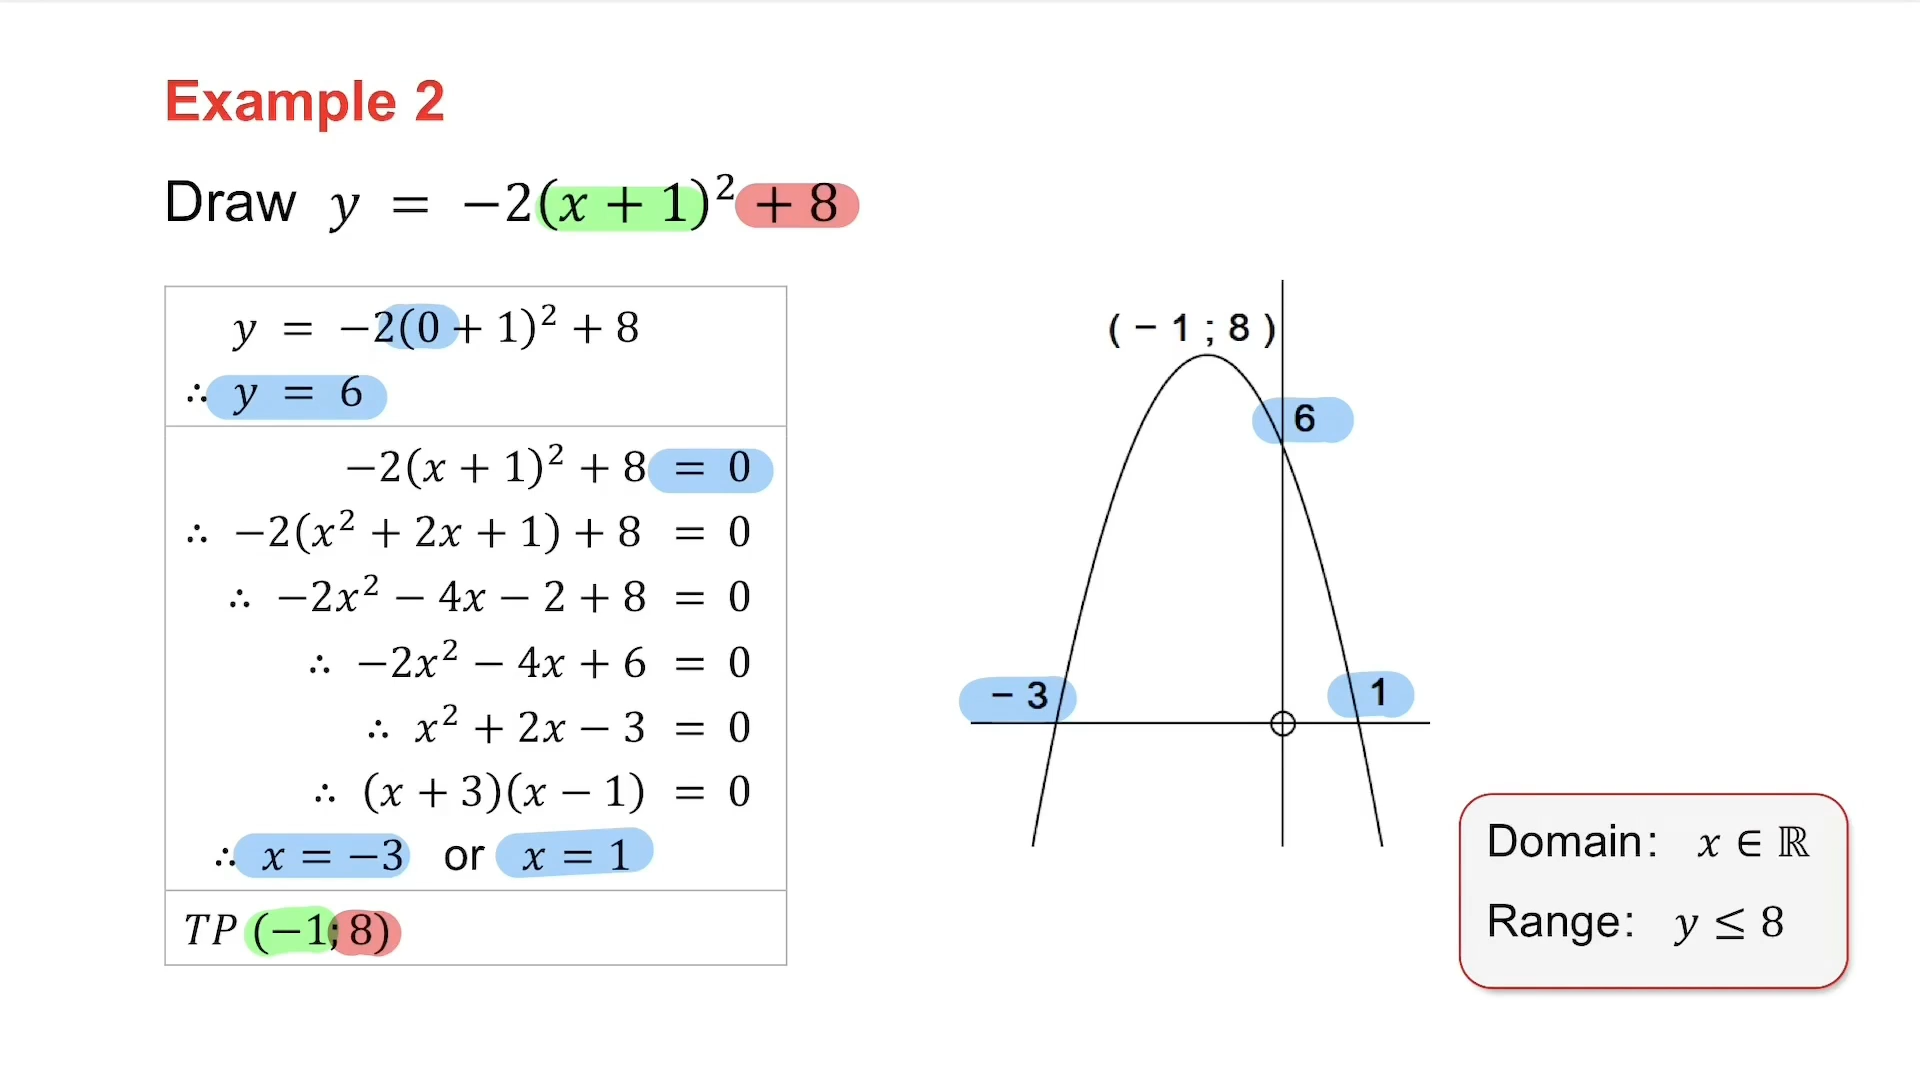 Example 2
Draw y = −2(x + 1)² + 8
y = −2(0 + 1)² + 8
∴ y = 6
−2(x + 1)² + 8 = 0
∴ −2(x² + 2x + 1) + 8 = 0
∴ −2x² − 4x − 2 + 8 = 0
∴ −2x² − 4x + 6 = 0
∴ x² + 2x − 3 = 0
∴ (x + 3)(x − 1) = 0
∴ x = −3 or x = 1
TP (−1; 8)
( − 1 ; 8 )
6
− 3
1
Domain: x ∈ ℝ
Range: y ≤ 8